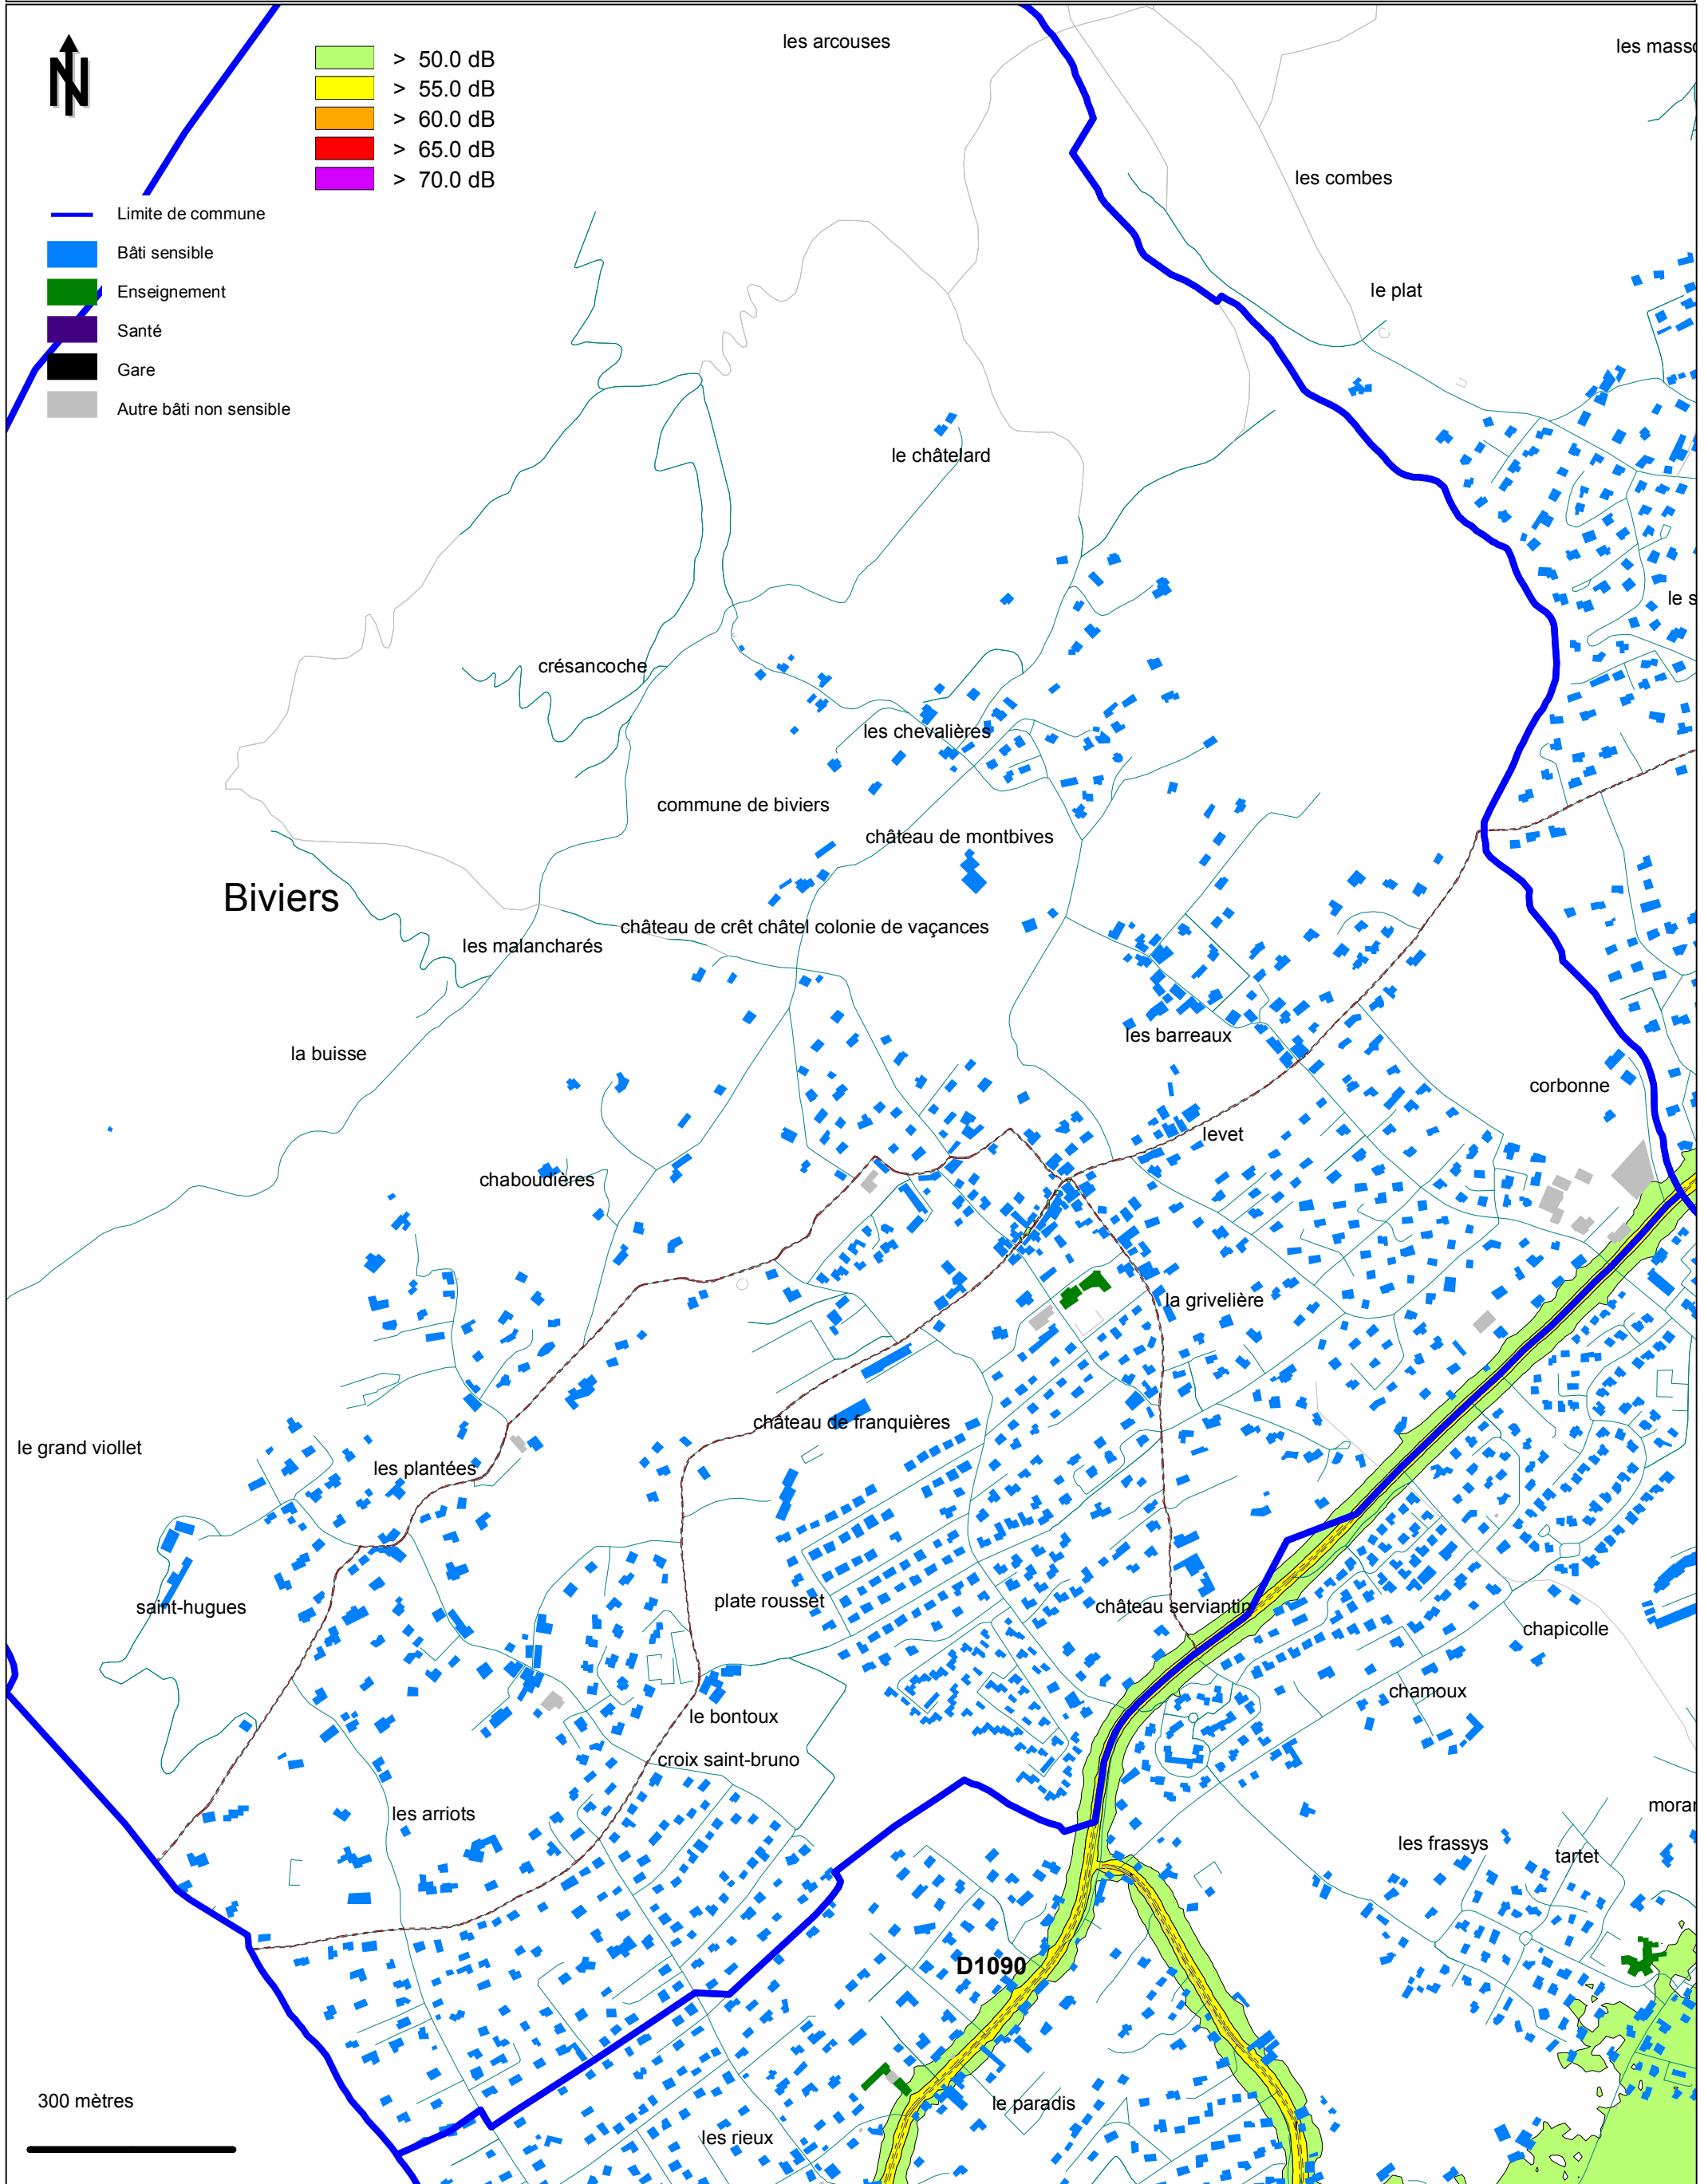 les arcouses
les mass
N
> 50.0 dB
> 55.0 dB
> 60.0 dB
> 65.0 dB
> 70.0 dB
les combes
Limite de commune
Bâti sensible
Enseignement
le plat
Santé
Gare
Autre bâti non sensible
le châtelard
le s
crésancoche
les chevalières
commune de biviers
château de montbives
Biviers
château de crêt châtel colonie de vaçances
les malancharés
les barreaux
la buisse
corbonne
levet
chaboudières
la grivelière
château de franquières
le grand viollet
les plantées
plate rousset
château serviantin
saint-hugues
chapicolle
chamoux
le bontoux
croix saint-bruno
les arriots
morar
les frassys
tartet
D1090
300 mètres
le paradis
les rieux